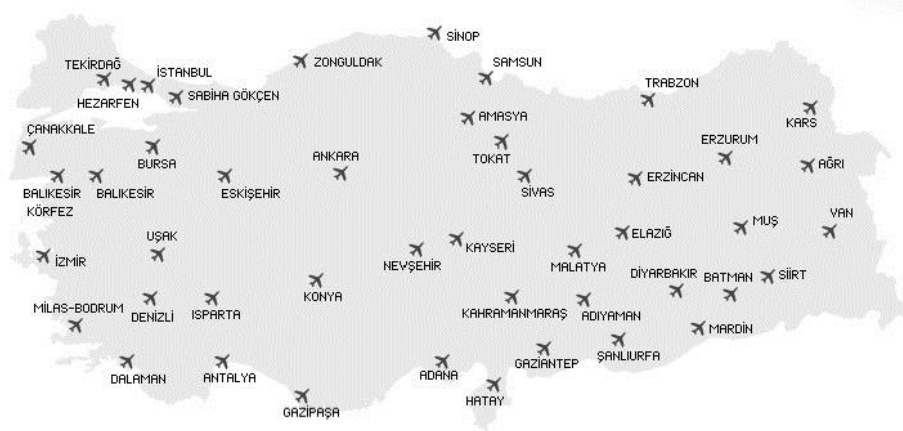 SİNOP
ZONGULDAK
SAMSUN
TEKİRDAĞ
İSTANBUL
HEZARFEN
SABİHA GÖKÇEN
TRABZON
KARS
AMASYA
ÇANAKKALE
BURSA
ANKARA
TOKAT
ERZURUM
AĞRI
BALIKESİR
KÖRFEZ
BALIKESİR
ESKİŞEHİR
SİVAS
ERZİNCAN
VAN
UŞAK
İZMİR
NEVŞEHİR
KAYSERİ
ELAZIĞ
MUŞ
MALATYA
DİYARBAKIR
BATMAN
SİİRT
MİLAS-BODRUM
DENİZLİ
ISPARTA
KONYA
KAHRAMANMARAŞ
ADIYAMAN
MARDİN
DALAMAN
ANTALYA
ADANA
GAZİANTEP
ŞANLIURFA
GAZİPAŞA
HATAY